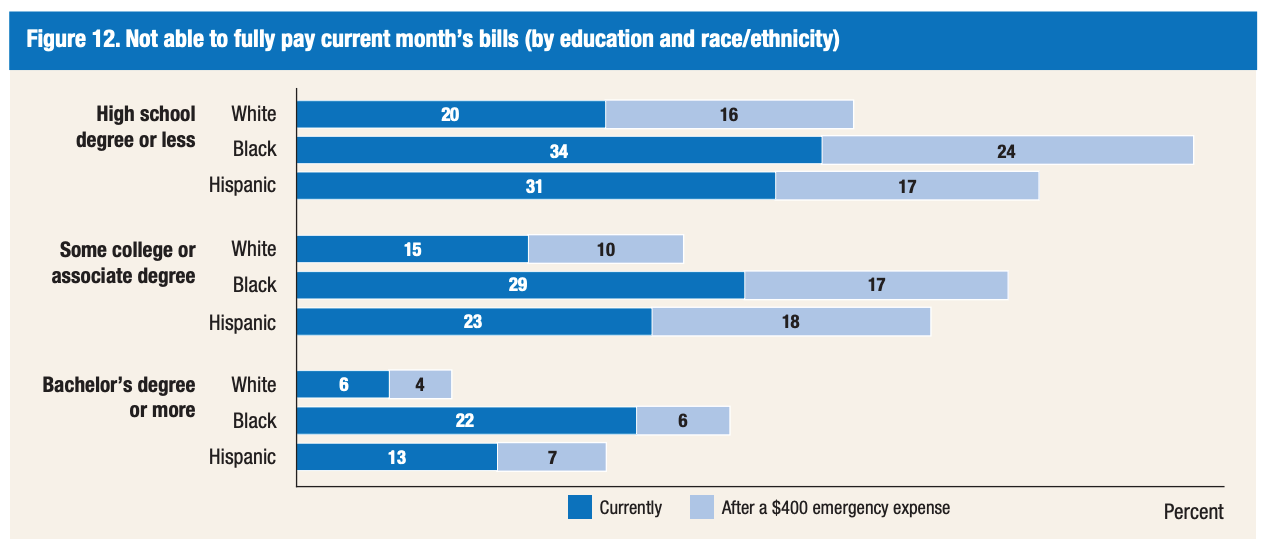 Figure 12. Not able to fully pay current month's bills (by education and race/ethnicity)
High school
degree or less
White 20 16
Black 34 24
Hispanic 31 17
Some college or
associate degree
White 15 10
Black 29 17
Hispanic 23 18
Bachelor's degree
or more
White 6 4
Black 22 6
Hispanic 13 7
Currently After a $400 emergency expense Percent